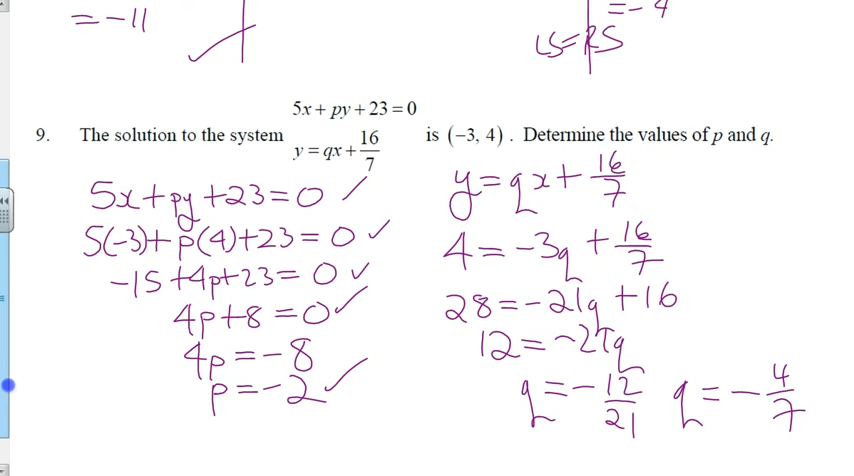 = -11
= -4
LS = RS
9. The solution to the system 5x + py + 23 = 0
y = qx + 16/7 is (−3, 4). Determine the values of p and q.
5x + py + 23 = 0 ✓
5(-3) + p(4) + 23 = 0 ✓
-15 + 4p + 23 = 0 ✓
4p + 8 = 0 ✓
4p = -8
p = -2 ✓
y = qx + 16/7
4 = -3q + 16/7
28 = -21q + 16
12 = -21q
q = -12/21 q = -4/7